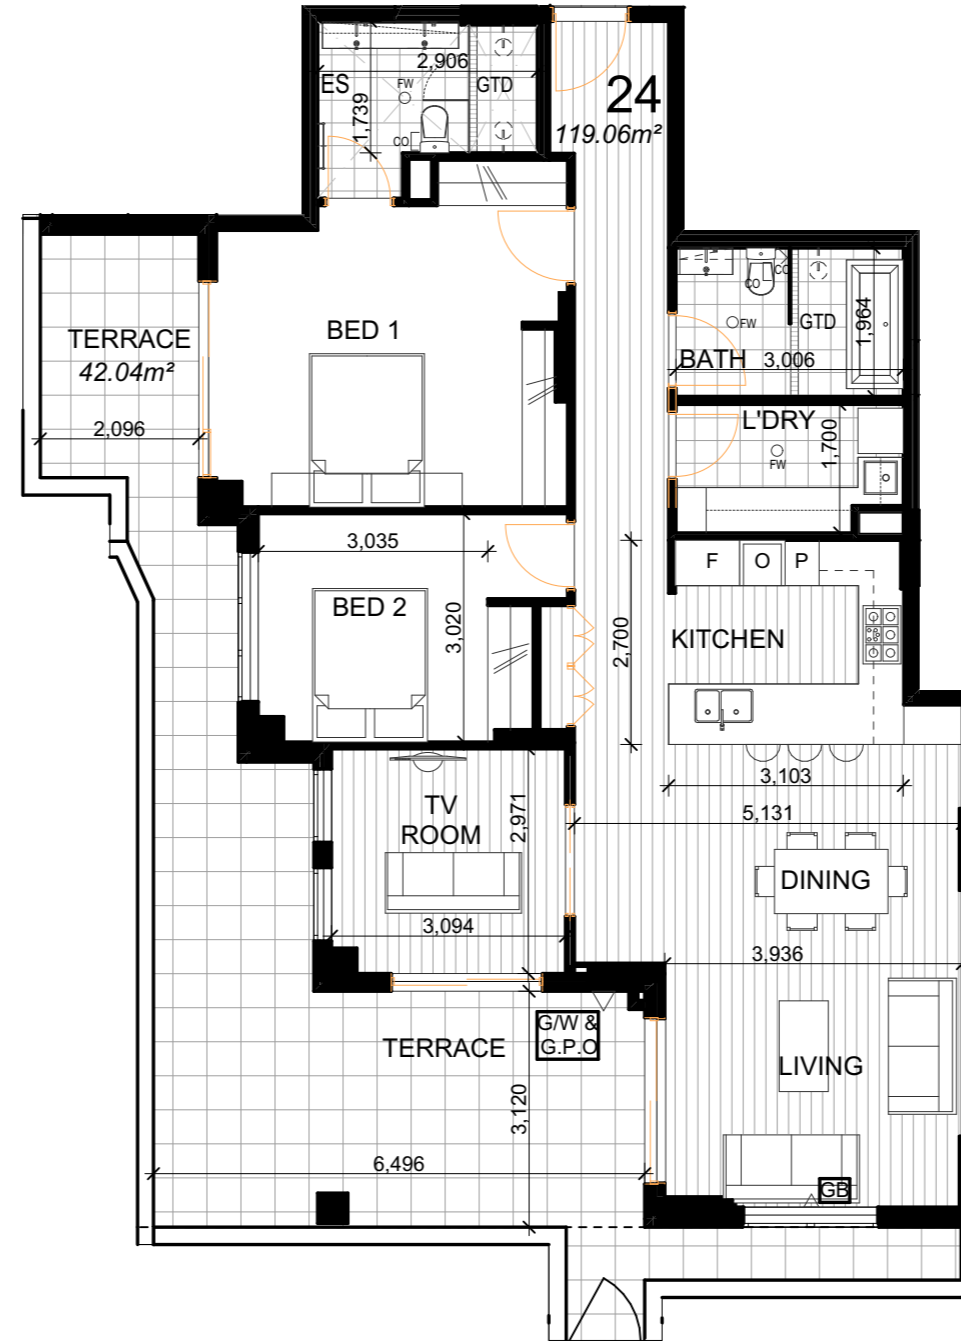 2,906
ES
FW
GTD
1,739
CO
24
119.06m²
TERRACE
42.04m²
2,096
BED 1
CO
CO
FW
GTD
1,964
BATH
3,006
L'DRY
FW
1,700
3,035
BED 2
3,020
F
O
P
KITCHEN
2,700
3,103
5,131
TV
ROOM
2,971
3,094
DINING
3,936
G/W &
G.P.O
TERRACE
3,120
6,496
LIVING
GB